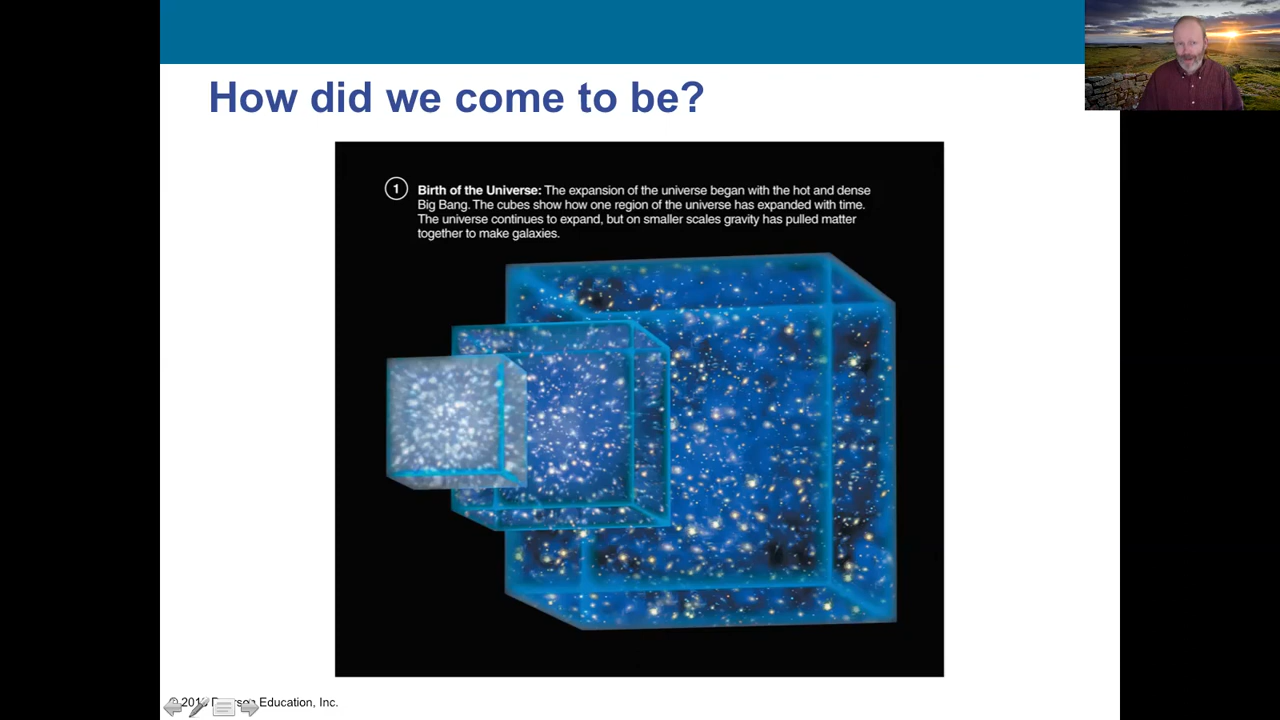 How did we come to be?
1
Birth of the Universe: The expansion of the universe began with the hot and dense
Big Bang. The cubes show how one region of the universe has expanded with time.
The universe continues to expand, but on smaller scales gravity has pulled matter
together to make galaxies.
© Education, Inc.